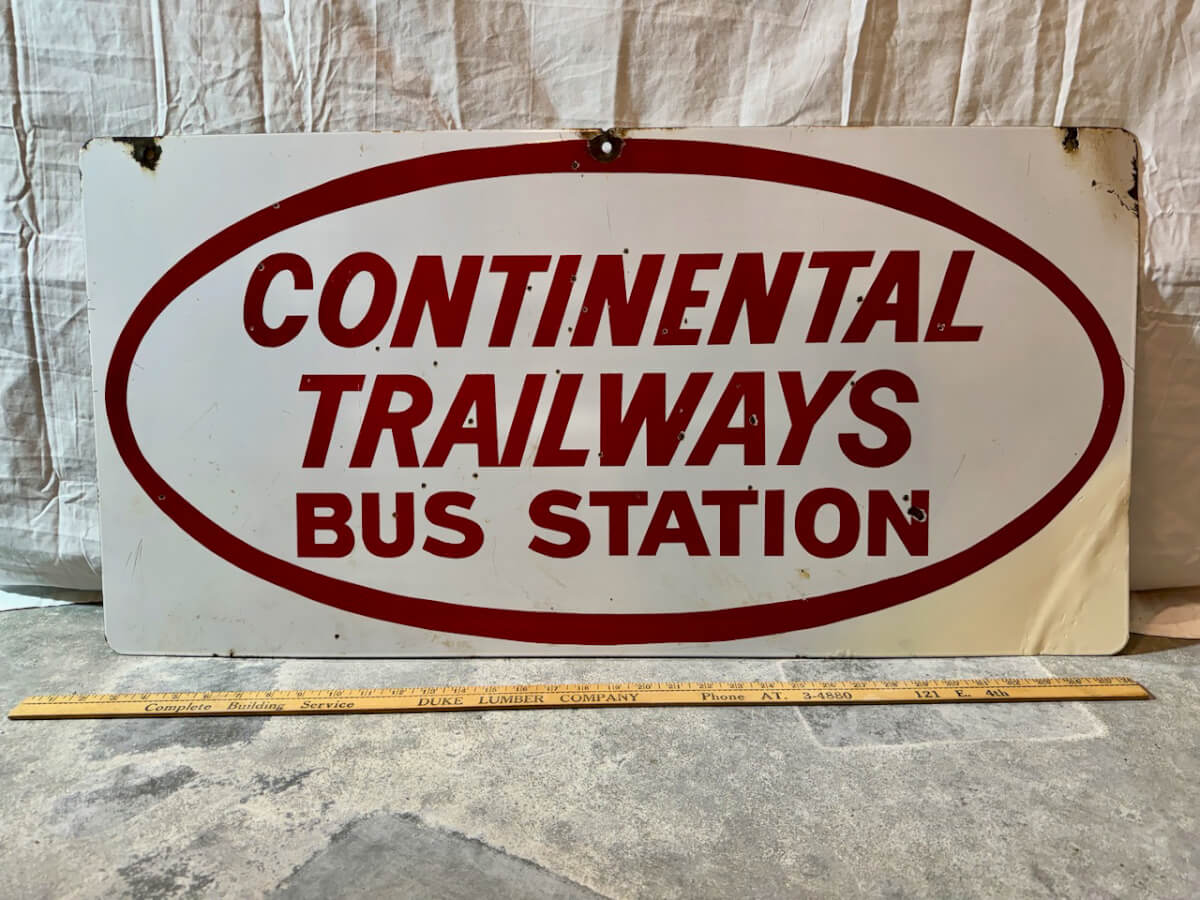 CONTINENTAL
TRAILWAYS
BUS STATION
Complete Building Service DUKE LUMBER COMPANY Phone AT. 3-4880 121 E. 4th